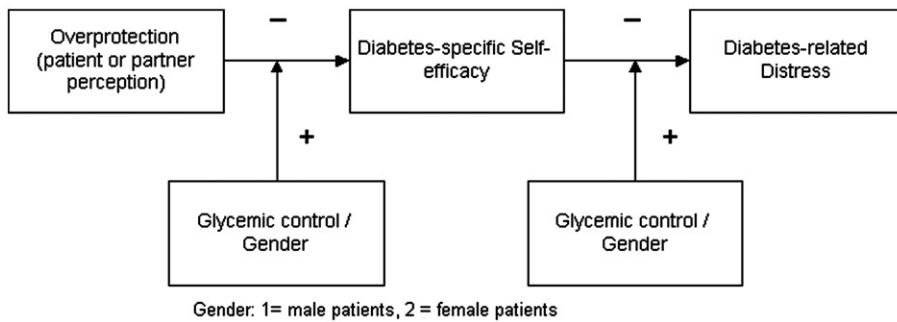 Overprotection
(patient or partner
perception)
−
Diabetes-specific Self-
efficacy
−
Diabetes-related
Distress
+
+
Glycemic control /
Gender
Glycemic control /
Gender
Gender: 1= male patients, 2 = female patients